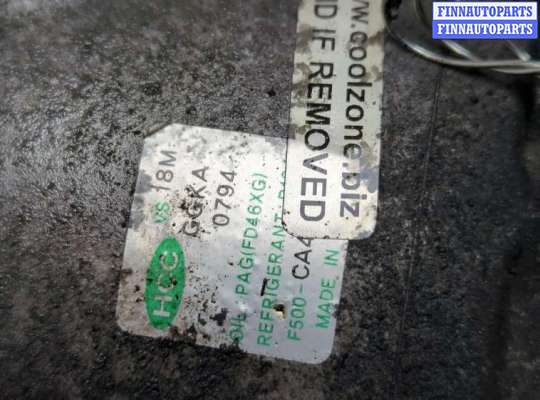 FINNAUTOPARTS
FINNAUTOPARTS
www.coolzone.biz
IF REMOVED
HCC VS 18M
GGKA
0794
OIL PAG(FD46XG)
REFRIGERANT
F500-CA4
MADE IN